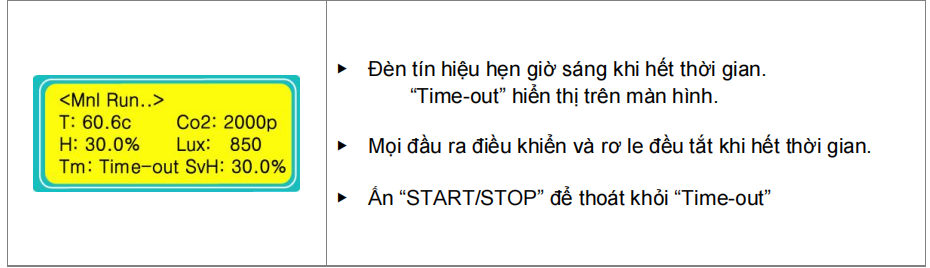 <Mnl Run..>
T: 60.6c Co2: 2000p
H: 30.0% Lux: 850
Tm: Time-out SvH: 30.0%
► Đèn tín hiệu hẹn giờ sáng khi hết thời gian.
“Time-out” hiển thị trên màn hình.
► Mọi đầu ra điều khiển và rơ le đều tắt khi hết thời gian.
► Ấn “START/STOP” để thoát khỏi “Time-out”